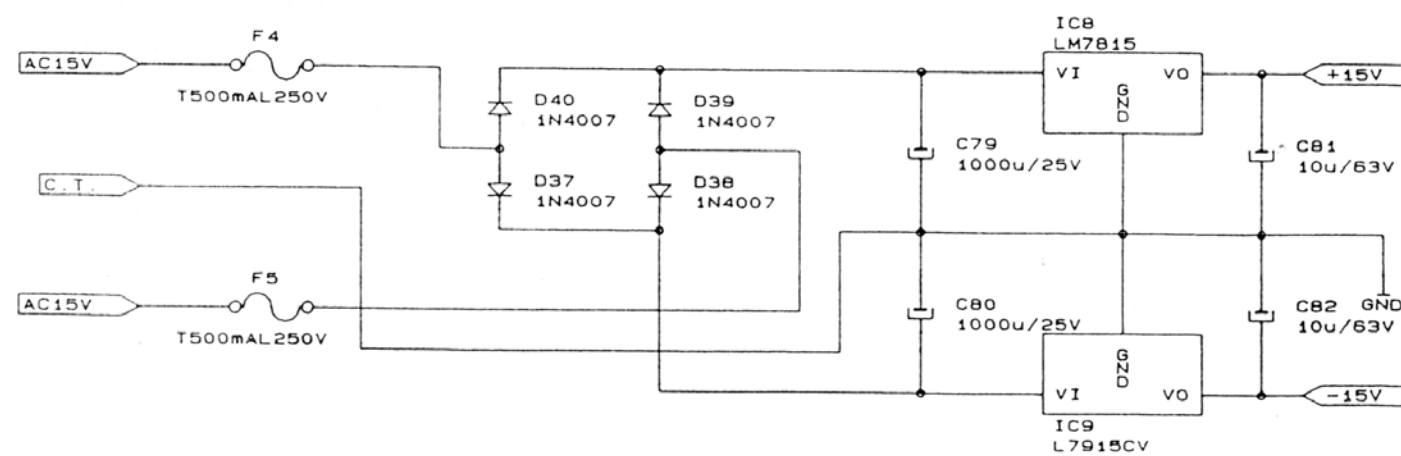 IC8
LM7815
F4
AC15V
VI
VO
GND
+15V
T500mAL250V
D40
1N4007
D39
1N4007
C79
1000u/25V
C81
10u/63V
C.T.
D37
1N4007
D38
1N4007
F5
AC15V
T500mAL250V
C80
1000u/25V
C82
10u/63V
GND
GND
VI
VO
-15V
IC9
L7915CV